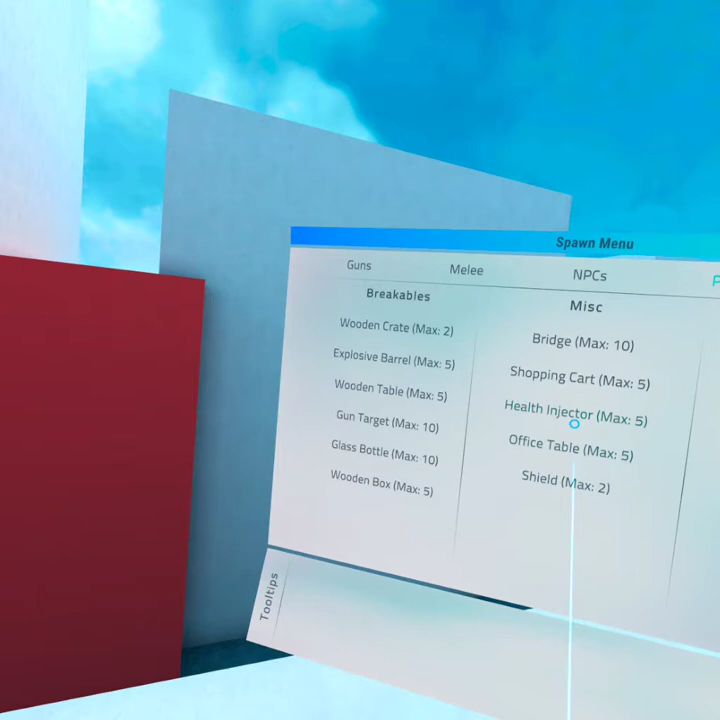 Spawn Menu
Guns
Melee
NPCs
Breakables
Wooden Crate (Max: 2)
Explosive Barrel (Max: 5)
Wooden Table (Max: 5)
Gun Target (Max: 10)
Glass Bottle (Max: 10)
Wooden Box (Max: 5)
Misc
Bridge (Max: 10)
Shopping Cart (Max: 5)
Health Injector (Max: 5)
Office Table (Max: 5)
Shield (Max: 2)
Tooltips